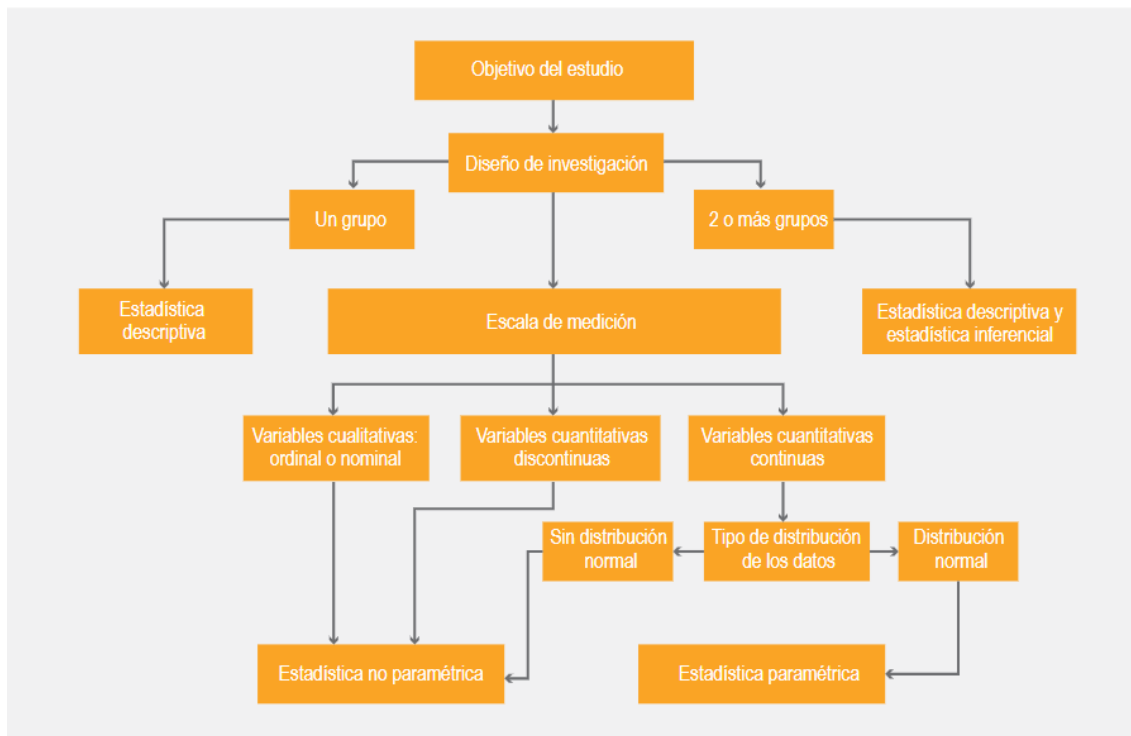 Objetivo del estudio
Diseño de investigación
Un grupo
2 o más grupos
Estadística
descriptiva
Escala de medición
Estadística descriptiva y
estadística inferencial
Variables cualitativas:
ordinal o nominal
Variables cuantitativas
discontinuas
Variables cuantitativas
continuas
Sin distribución
normal
Tipo de distribución
de los datos
Distribución
normal
Estadística no paramétrica
Estadística paramétrica